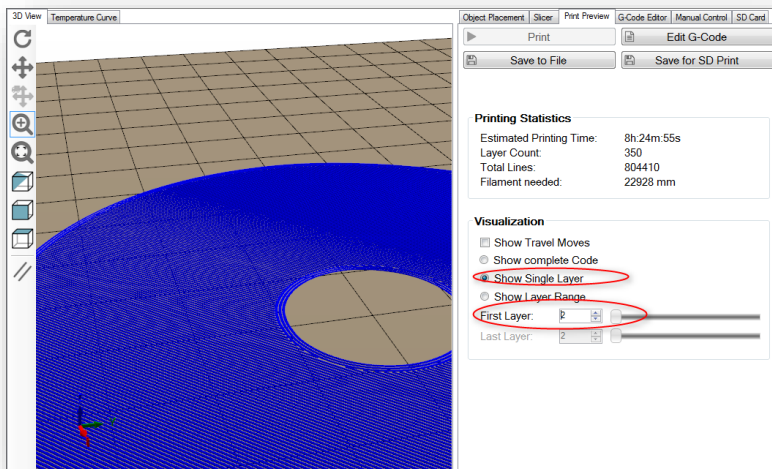 3D View Temperature Curve
Object Placement Slicer Print Preview G-Code Editor Manual Control SD Card
Print Edit G-Code
Save to File Save for SD Print
Printing Statistics
Estimated Printing Time: 8h:24m:55s
Layer Count: 350
Total Lines: 804410
Filament needed: 22928 mm
Visualization
Show Travel Moves
Show complete Code
Show Single Layer
Show Layer Range
First Layer: 2
Last Layer: 2